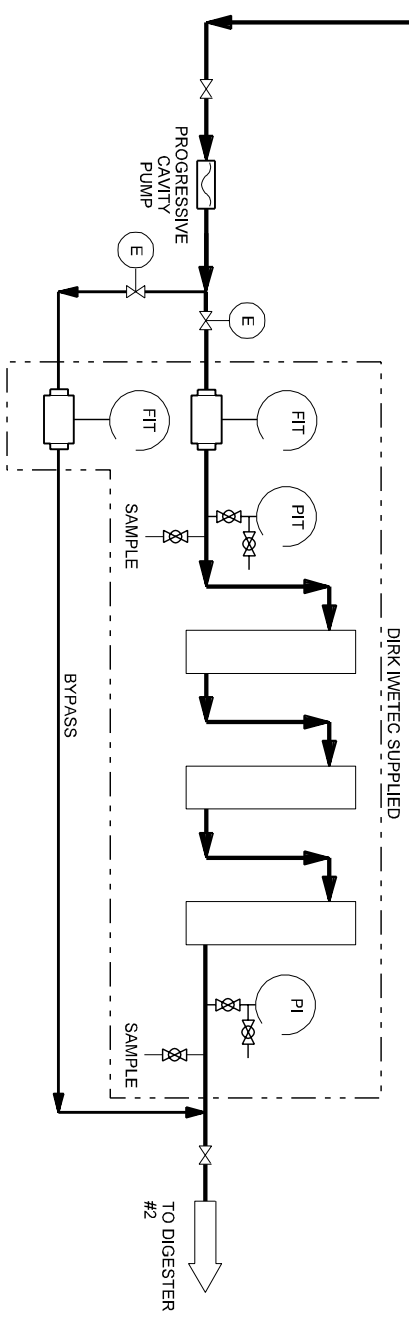 PROGRESSIVE
CAVITY
PUMP
E
E
FIT
FIT
SAMPLE
PIT
DIRK IWETEC SUPPLIED
BYPASS
PI
SAMPLE
TO DIGESTER
#2